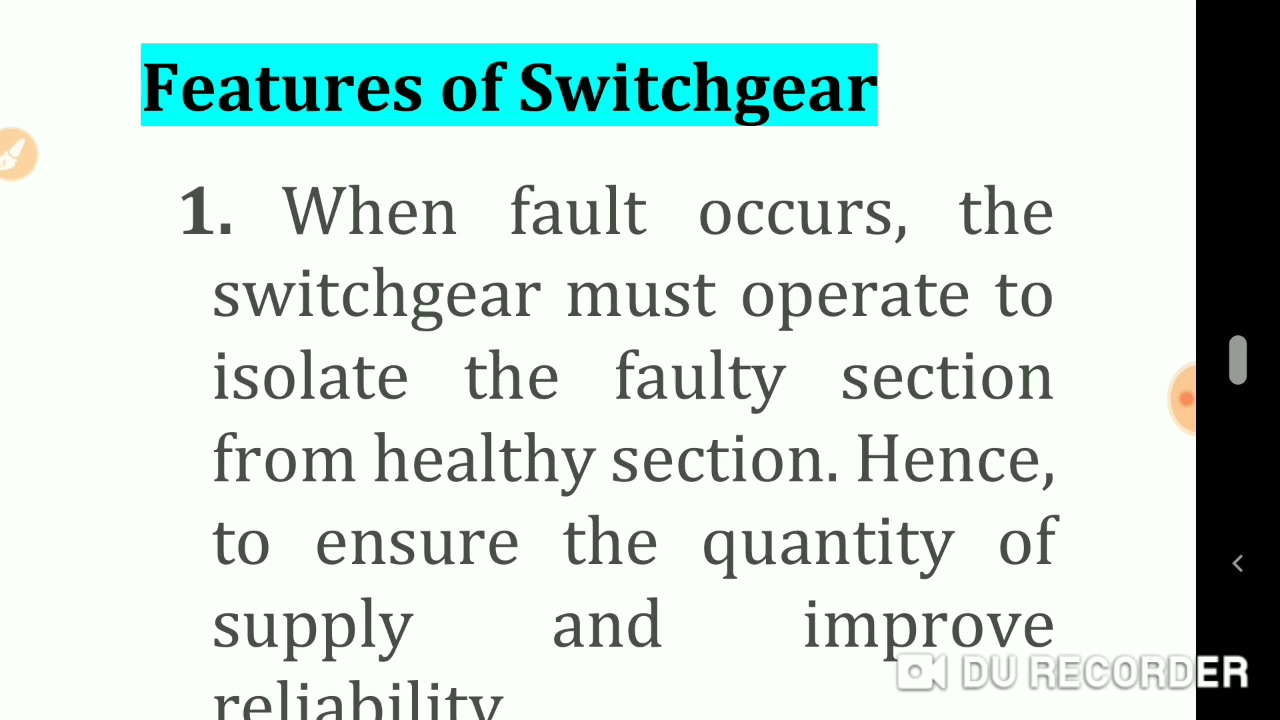 Features of Switchgear
1. When fault occurs, the
switchgear must operate to
isolate the faulty section
from healthy section. Hence,
to ensure the quantity of
supply and improve
reliability
DU RECORDER